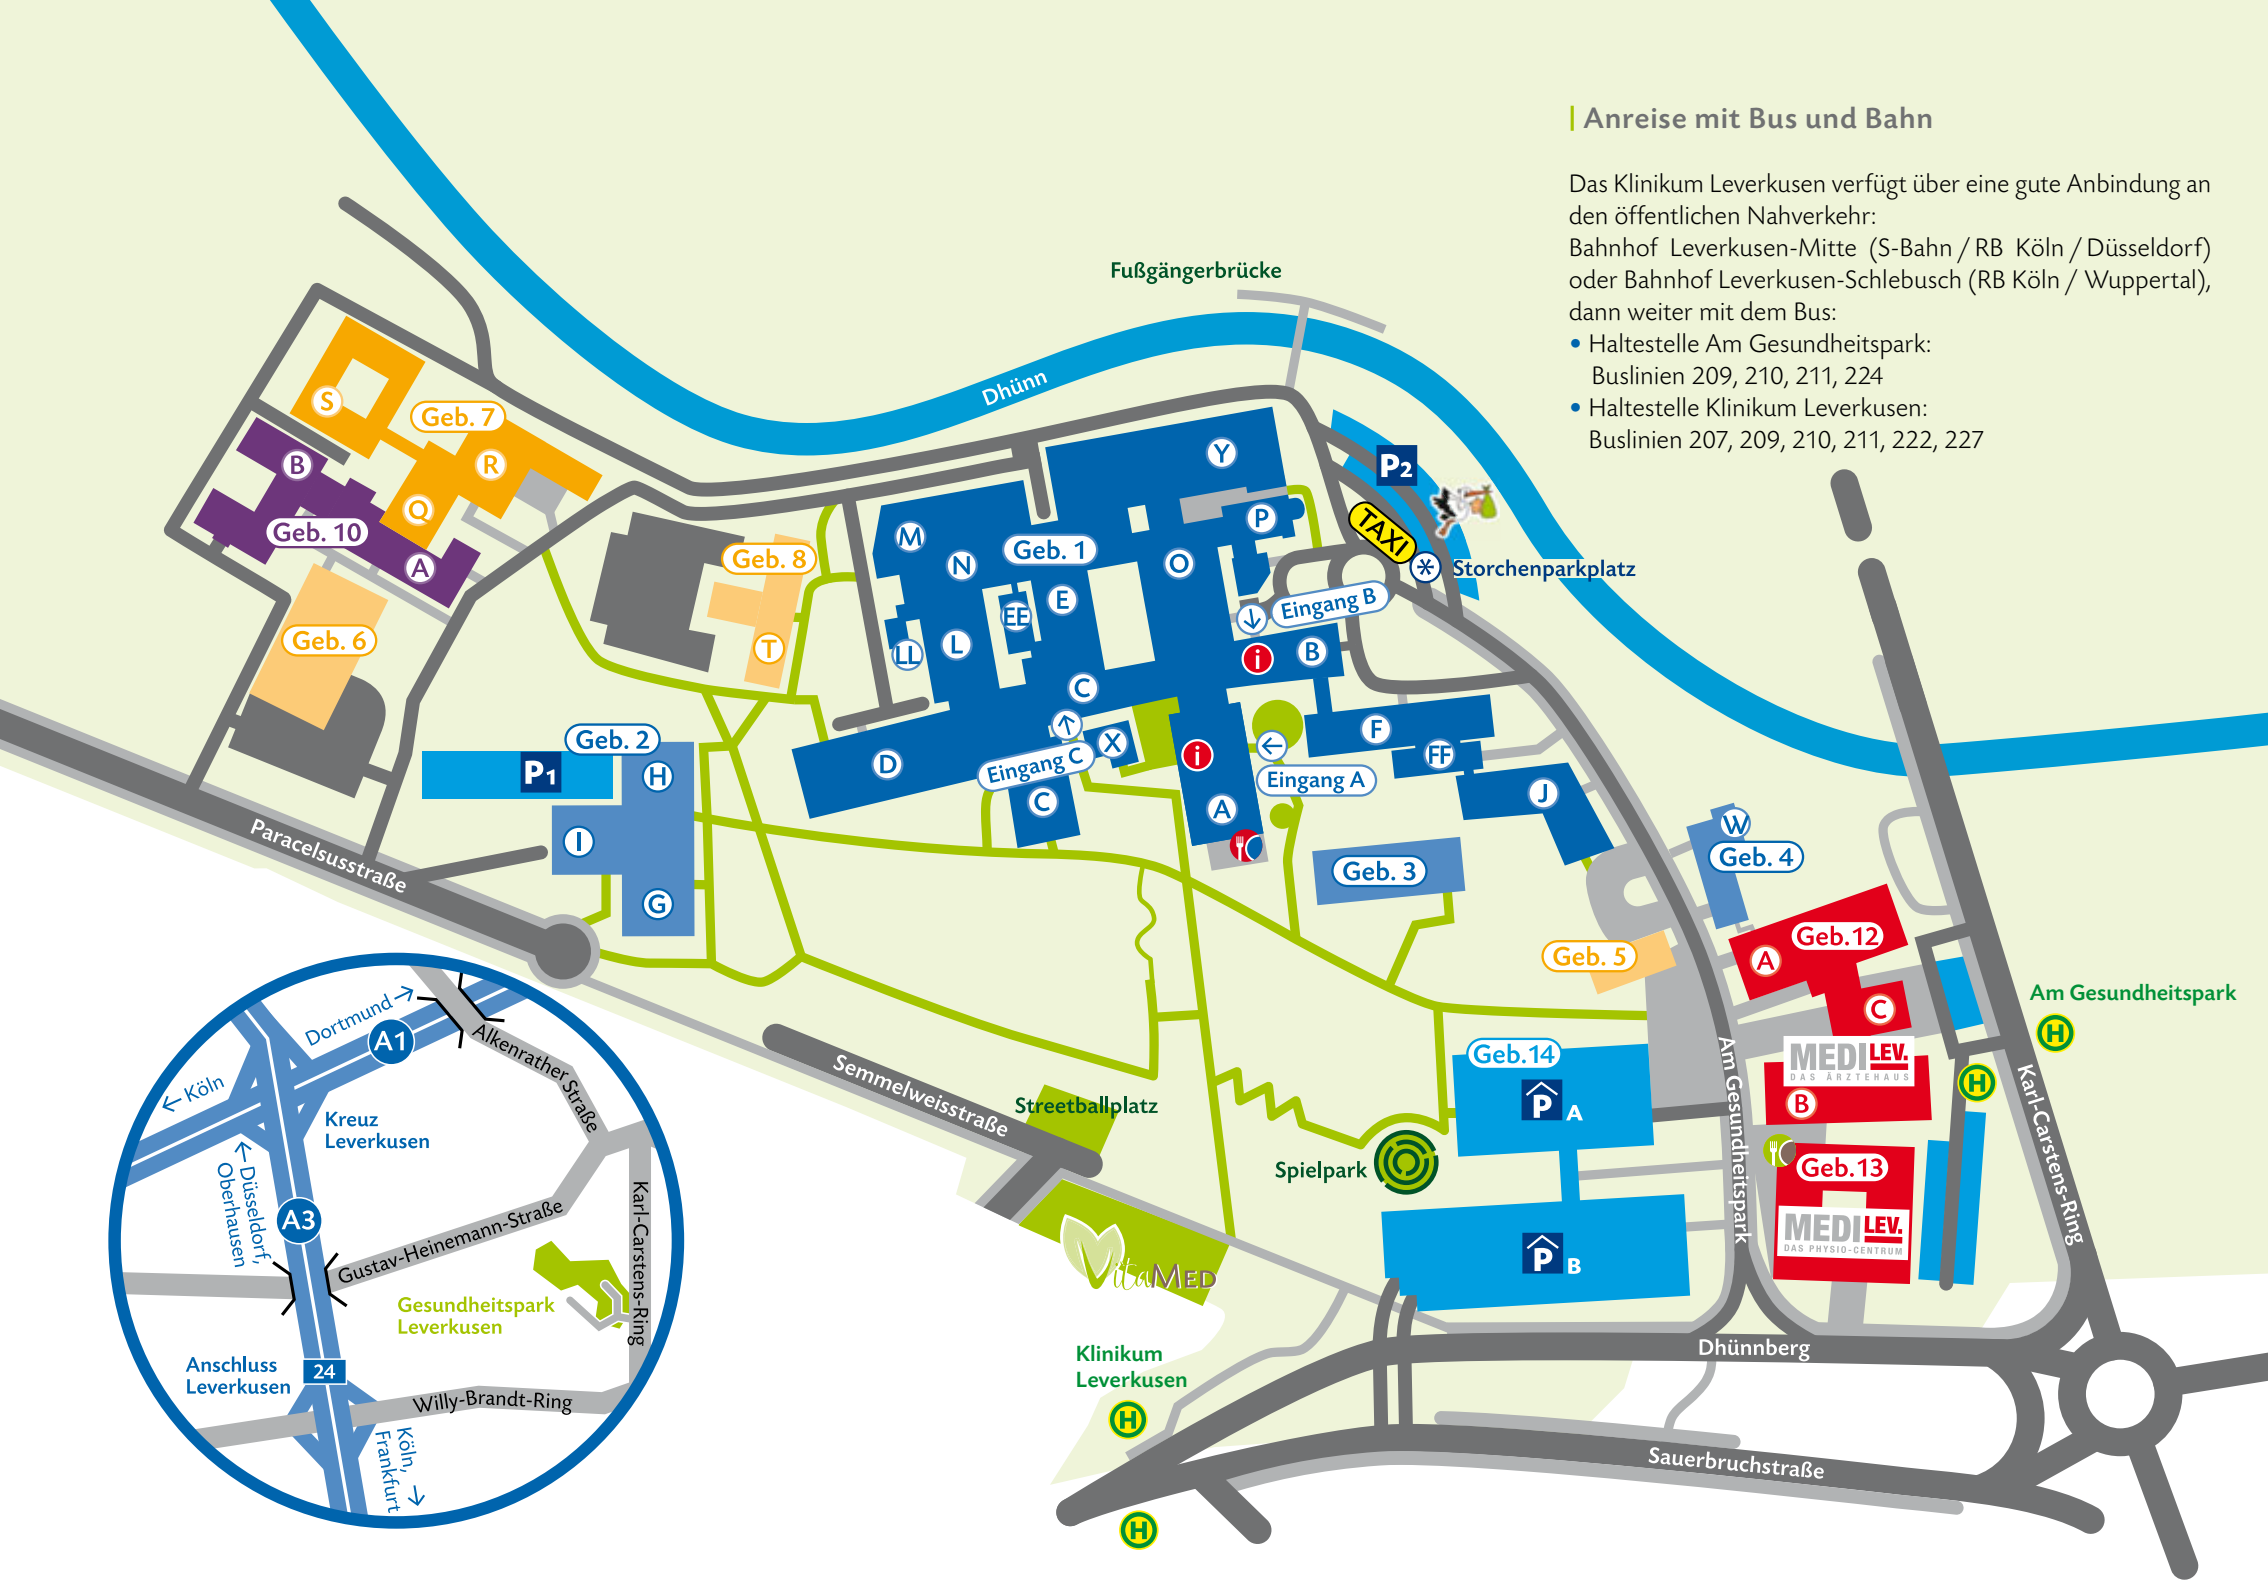 Anreise mit Bus und Bahn
Das Klinikum Leverkusen verfügt über eine gute Anbindung an
den öffentlichen Nahverkehr:
Bahnhof Leverkusen-Mitte (S-Bahn / RB Köln / Düsseldorf)
oder Bahnhof Leverkusen-Schlebusch (RB Köln / Wuppertal),
dann weiter mit dem Bus:
• Haltestelle Am Gesundheitspark:
Buslinien 209, 210, 211, 224
• Haltestelle Klinikum Leverkusen:
Buslinien 207, 209, 210, 211, 222, 227
Fußgängerbrücke
Dhünn
S
Geb. 7
R
Q
B
Geb. 10
A
Geb. 6
Geb. 8
T
Y
P
M
N
Geb. 1
O
E
EE
L
LL
C
D
Eingang C
X
C
i
A
Eingang A
Eingang B
i
B
P2
TAXI
*
Storchenparkplatz
F
FF
J
Geb. 2
P1
H
I
G
Geb. 3
W
Geb. 4
Geb. 5
Geb.12
A
C
MEDILEV.
DAS ÄRZTEHAUS
B
Geb.13
MEDILEV.
DAS PHYSIO-CENTRUM
Am Gesundheitspark
H
H
Geb.14
P A
P B
Am Gesundheitspark
Karl-Carstens-Ring
Paracelsusstraße
Semmelweisstraße
Streetballplatz
Spielpark
VitaMED
Klinikum
Leverkusen
H
H
Dhünnberg
Sauerbruchstraße
Dortmund →
A1
← Köln
Alkenrather Straße
Kreuz
Leverkusen
← Düsseldorf,
Oberhausen
A3
Gustav-Heinemann-Straße
Karl-Carstens-Ring
Gesundheitspark
Leverkusen
Anschluss
Leverkusen
24
Willy-Brandt-Ring
Köln,
Frankfurt →